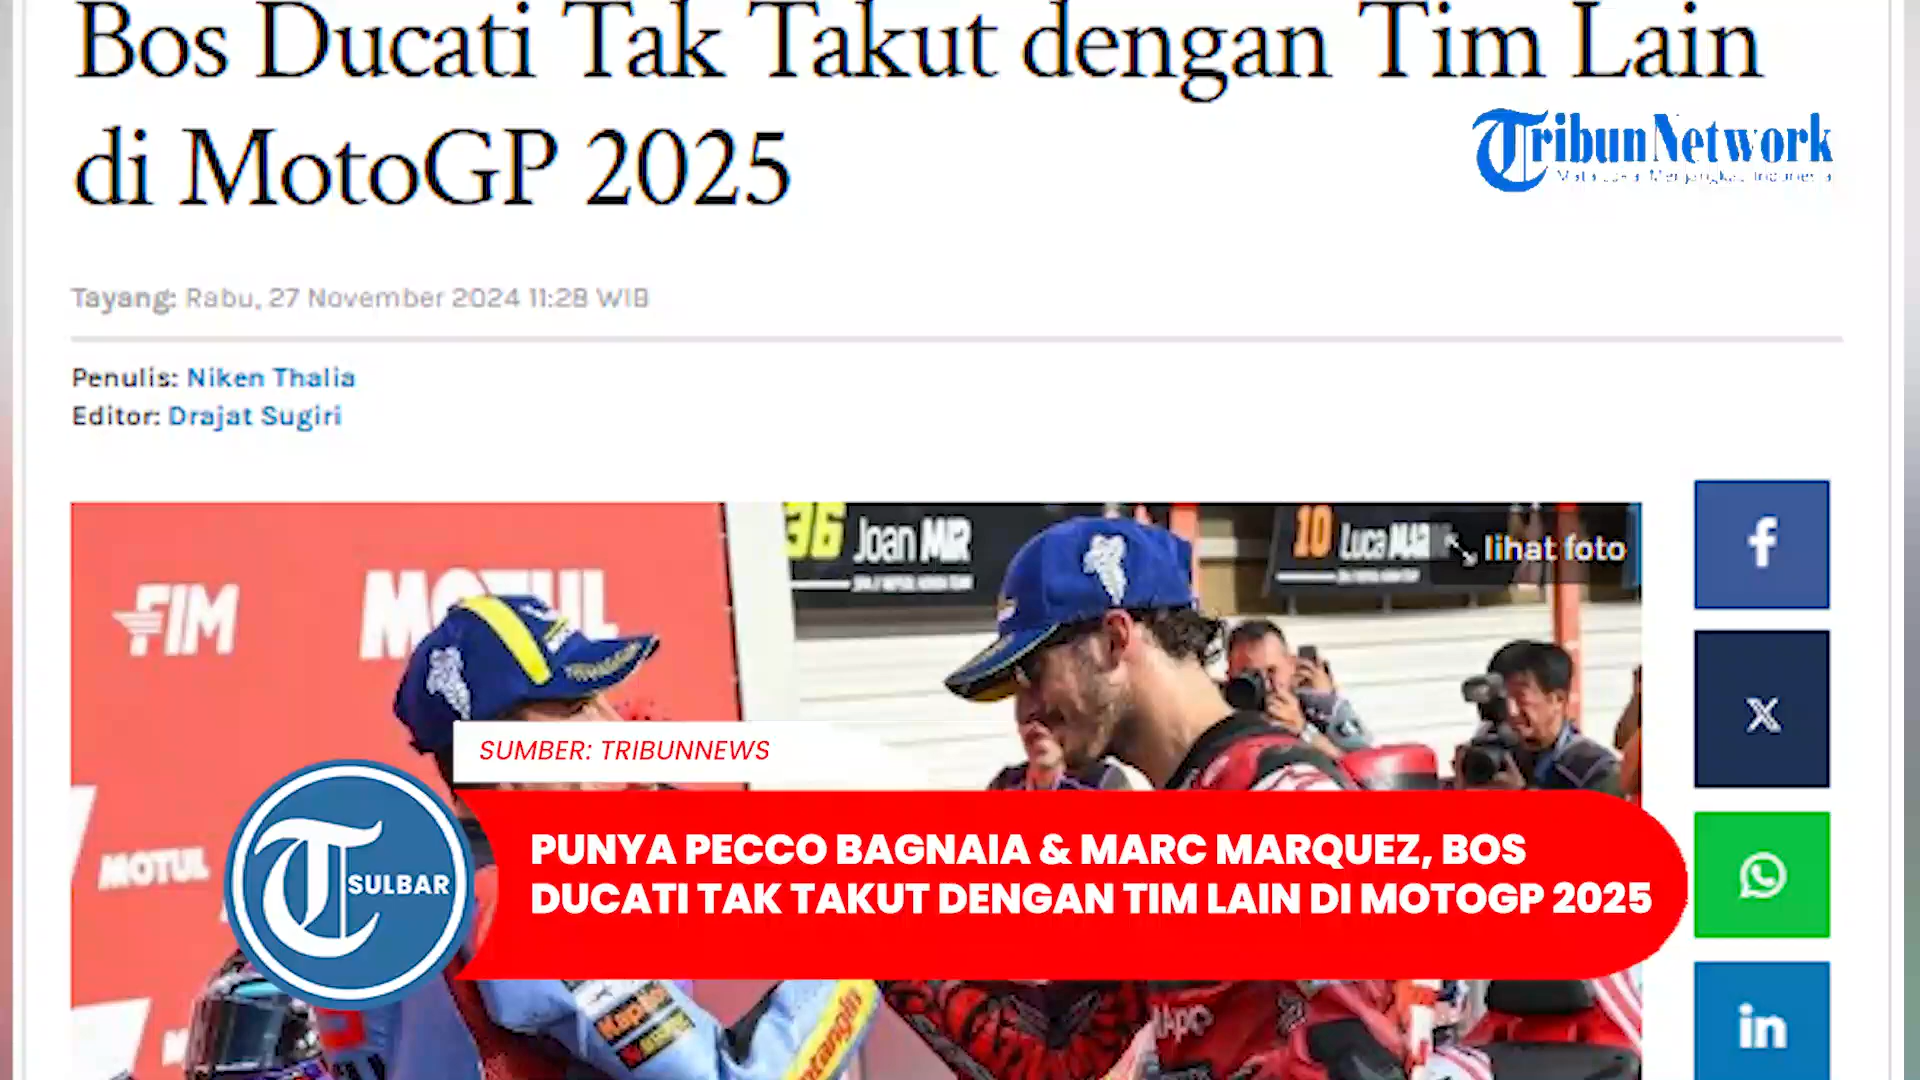 Bos Ducati Tak Takut dengan Tim Lain
di MotoGP 2025
TribunNetwork
Tayang: Rabu, 27 November 2024 11:28 WIB
Penulis: Niken Thalia
Editor: Drajat Sugiri
36 Joan MIR
10 Luca
lihat foto
FIM
MOTUL
SUMBER: TRIBUNNEWS
PUNYA PECCO BAGNAIA & MARC MARQUEZ, BOS
DUCATI TAK TAKUT DENGAN TIM LAIN DI MOTOGP 2025
T SULBAR
MOTUL
f
X
in